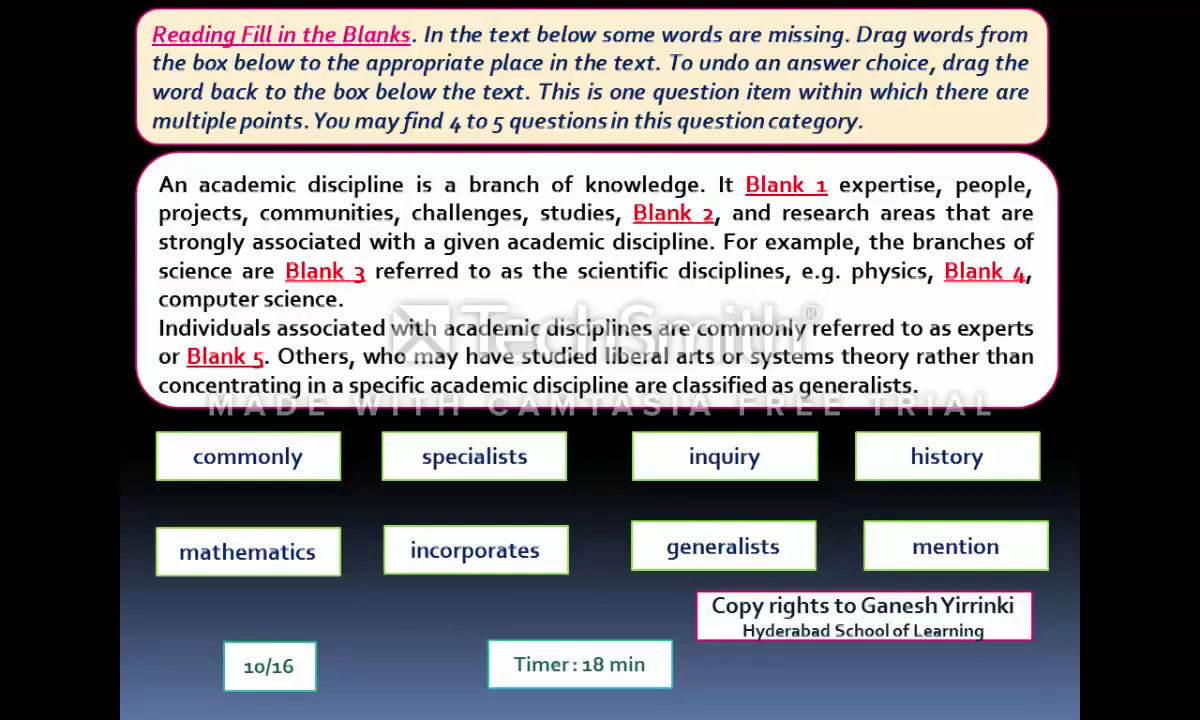 Reading Fill in the Blanks. In the text below some words are missing. Drag words from
the box below to the appropriate place in the text. To undo an answer choice, drag the
word back to the box below the text. This is one question item within which there are
multiple points. You may find 4 to 5 questions in this question category.
An academic discipline is a branch of knowledge. It Blank 1 expertise, people,
projects, communities, challenges, studies, Blank 2, and research areas that are
strongly associated with a given academic discipline. For example, the branches of
science are Blank 3 referred to as the scientific disciplines, e.g. physics, Blank 4,
computer science.
Individuals associated with academic disciplines are commonly referred to as experts
or Blank 5. Others, who may have studied liberal arts or systems theory rather than
concentrating in a specific academic discipline are classified as generalists.
TechSmith®
MADE WITH CAMTASIA FREE TRIAL
commonly specialists inquiry history
mathematics incorporates generalists mention
Copy rights to Ganesh Yirrinki
Hyderabad School of Learning
10/16 Timer : 18 min